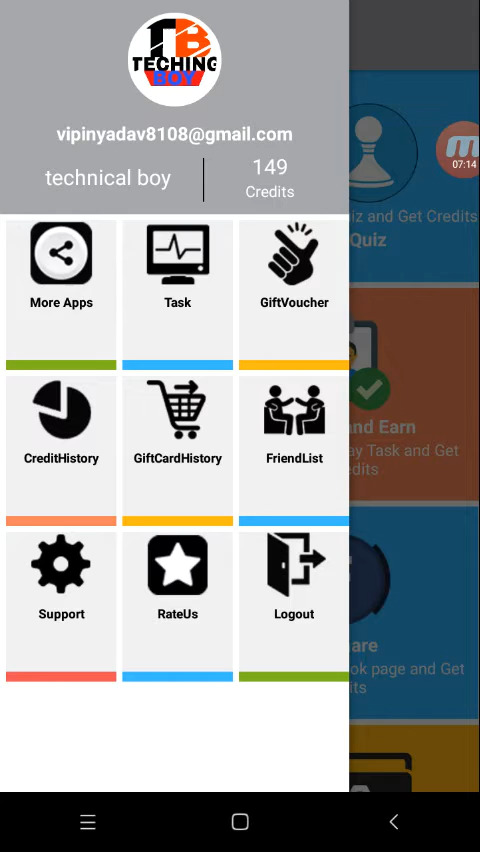 TB
TECHING
BOY
vipinyadav8108@gmail.com
technical boy
149
Credits
07:14
iz and Get Credits
Quiz
More Apps
Task
GiftVoucher
and Earn
ay Task and Get
edits
CreditHistory
GiftCardHistory
FriendList
Support
RateUs
Logout
are
ok page and Get
its